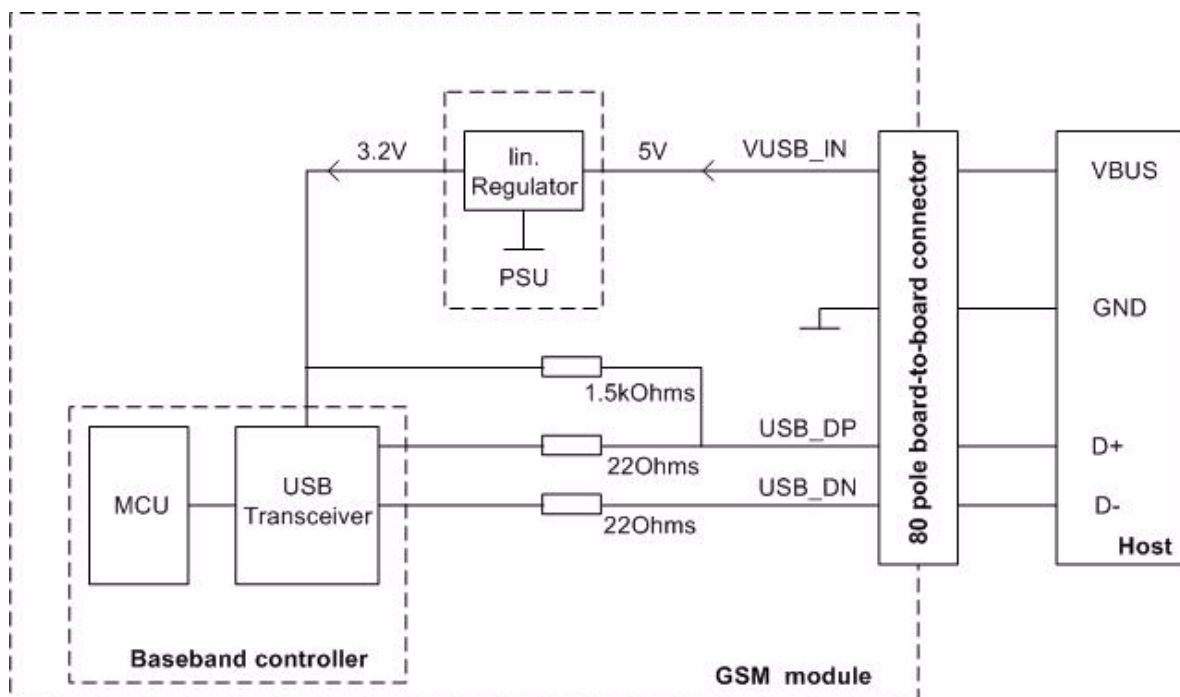 3.2V
lin.
Regulator
5V
VUSB_IN
VBUS
PSU
GND
80 pole board-to-board connector
1.5kOhms
USB_DP
D+
22Ohms
MCU
USB
Transceiver
USB_DN
D-
22Ohms
Host
Baseband controller
GSM module